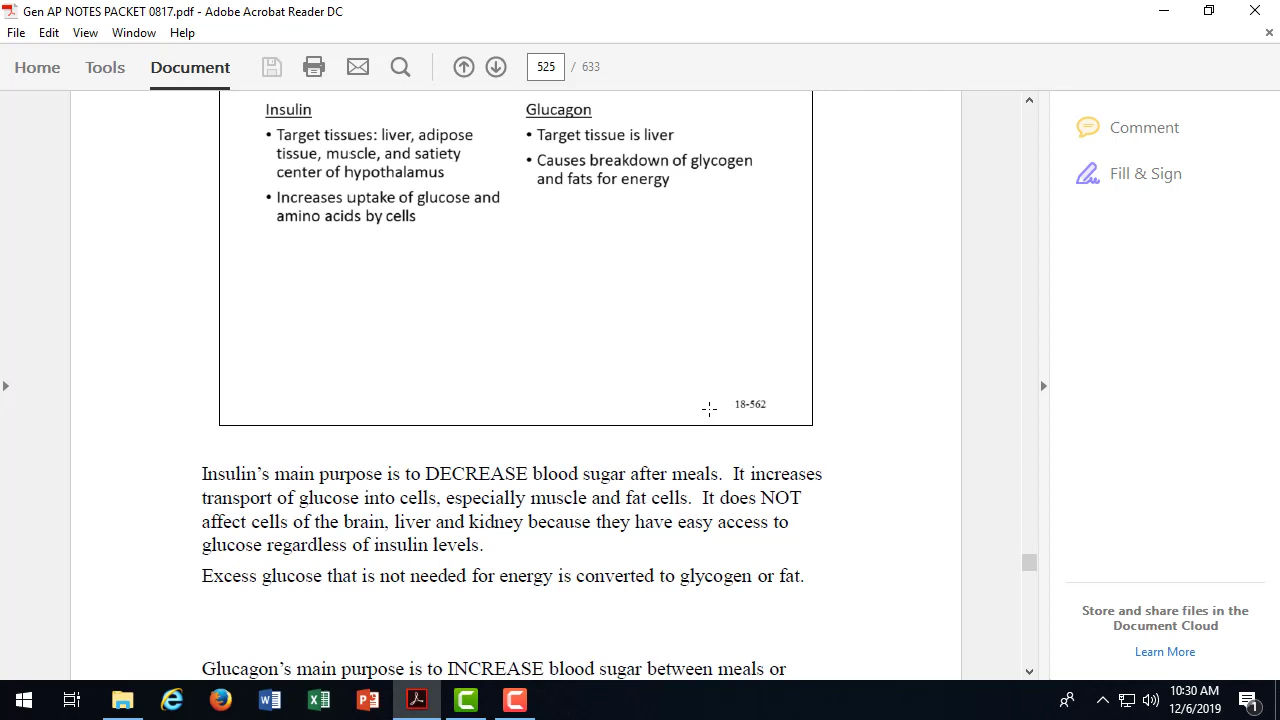 Gen AP NOTES PACKET 0817.pdf - Adobe Acrobat Reader DC
File Edit View Window Help
Home Tools Document 525 / 633
Insulin
• Target tissues: liver, adipose
tissue, muscle, and satiety
center of hypothalamus
• Increases uptake of glucose and
amino acids by cells
Glucagon
• Target tissue is liver
• Causes breakdown of glycogen
and fats for energy
18-562
Insulin's main purpose is to DECREASE blood sugar after meals. It increases
transport of glucose into cells, especially muscle and fat cells. It does NOT
affect cells of the brain, liver and kidney because they have easy access to
glucose regardless of insulin levels.
Excess glucose that is not needed for energy is converted to glycogen or fat.
Glucagon's main purpose is to INCREASE blood sugar between meals or
Comment
Fill & Sign
Store and share files in the
Document Cloud
Learn More
10:30 AM
12/6/2019
1